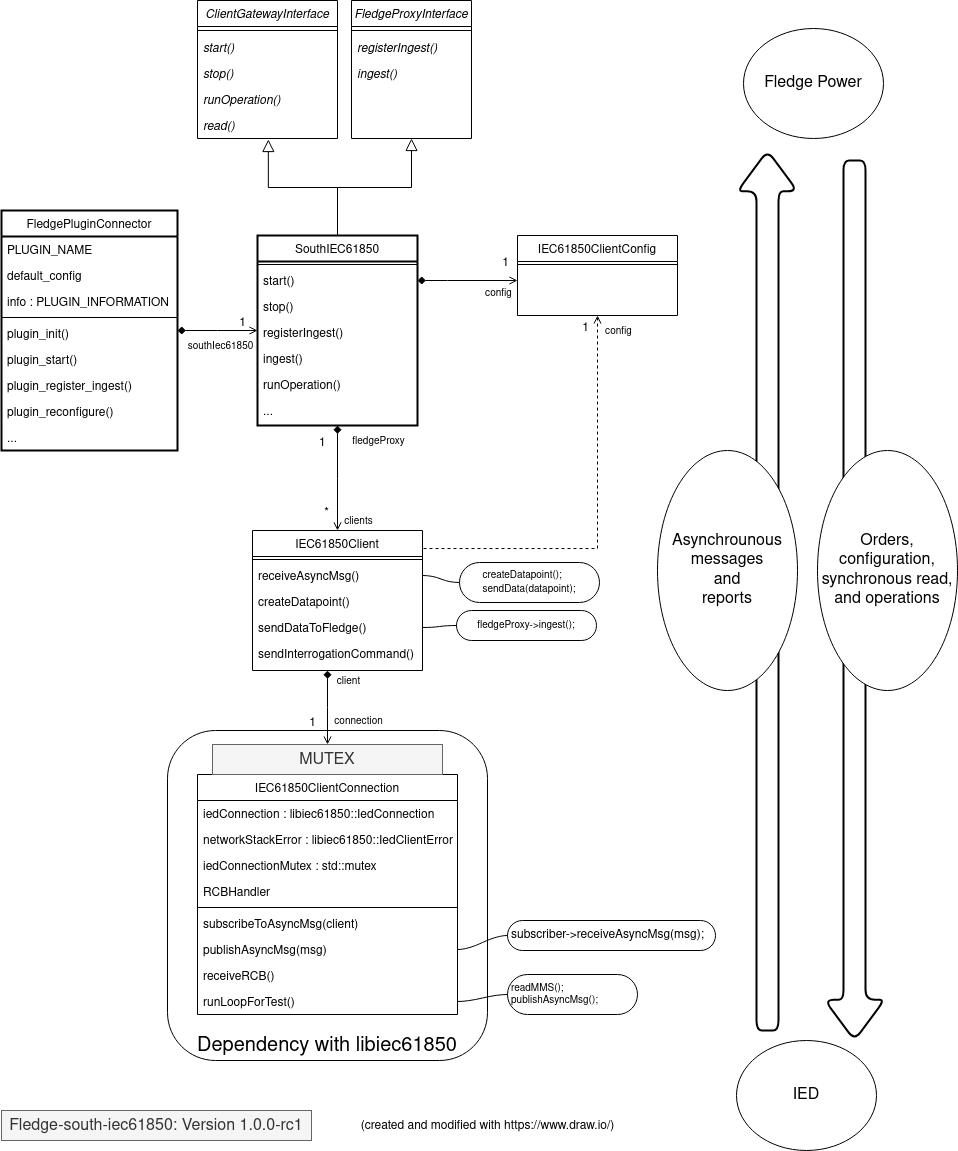 ClientGatewayInterface
start()
stop()
runOperation()
read()
FledgeProxyInterface
registerIngest()
ingest()
Fledge Power
FledgePluginConnector
PLUGIN_NAME
default_config
info : PLUGIN_INFORMATION
plugin_init()
plugin_start()
plugin_register_ingest()
plugin_reconfigure()
...
1
southIec61850
SouthIEC61850
start()
stop()
registerIngest()
ingest()
runOperation()
...
1
config
IEC61850ClientConfig
1
config
1
fledgeProxy
*
clients
IEC61850Client
receiveAsyncMsg()
createDatapoint()
sendDataToFledge()
sendInterrogationCommand()
createDatapoint();
sendData(datapoint);
fledgeProxy->ingest();
Asynchrounous
messages
and
reports
Orders,
configuration,
synchronous read,
and operations
client
1
connection
MUTEX
IEC61850ClientConnection
iedConnection : libiec61850::IedConnection
networkStackError : libiec61850::IedClientError
iedConnectionMutex : std::mutex
RCBHandler
subscribeToAsyncMsg(client)
publishAsyncMsg(msg)
receiveRCB()
runLoopForTest()
subscriber->receiveAsyncMsg(msg);
readMMS();
publishAsyncMsg();
Dependency with libiec61850
IED
Fledge-south-iec61850: Version 1.0.0-rc1
(created and modified with https://www.draw.io/)